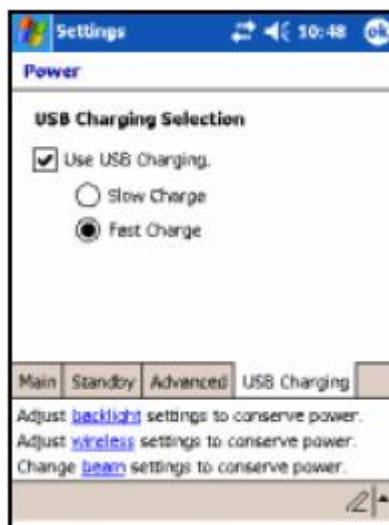 Settings 10:48 ok
Power
USB Charging Selection
Use USB Charging.
Slow Charge
Fast Charge
Main Standby Advanced USB Charging
Adjust backlight settings to conserve power.
Adjust wireless settings to conserve power.
Change beam settings to conserve power.